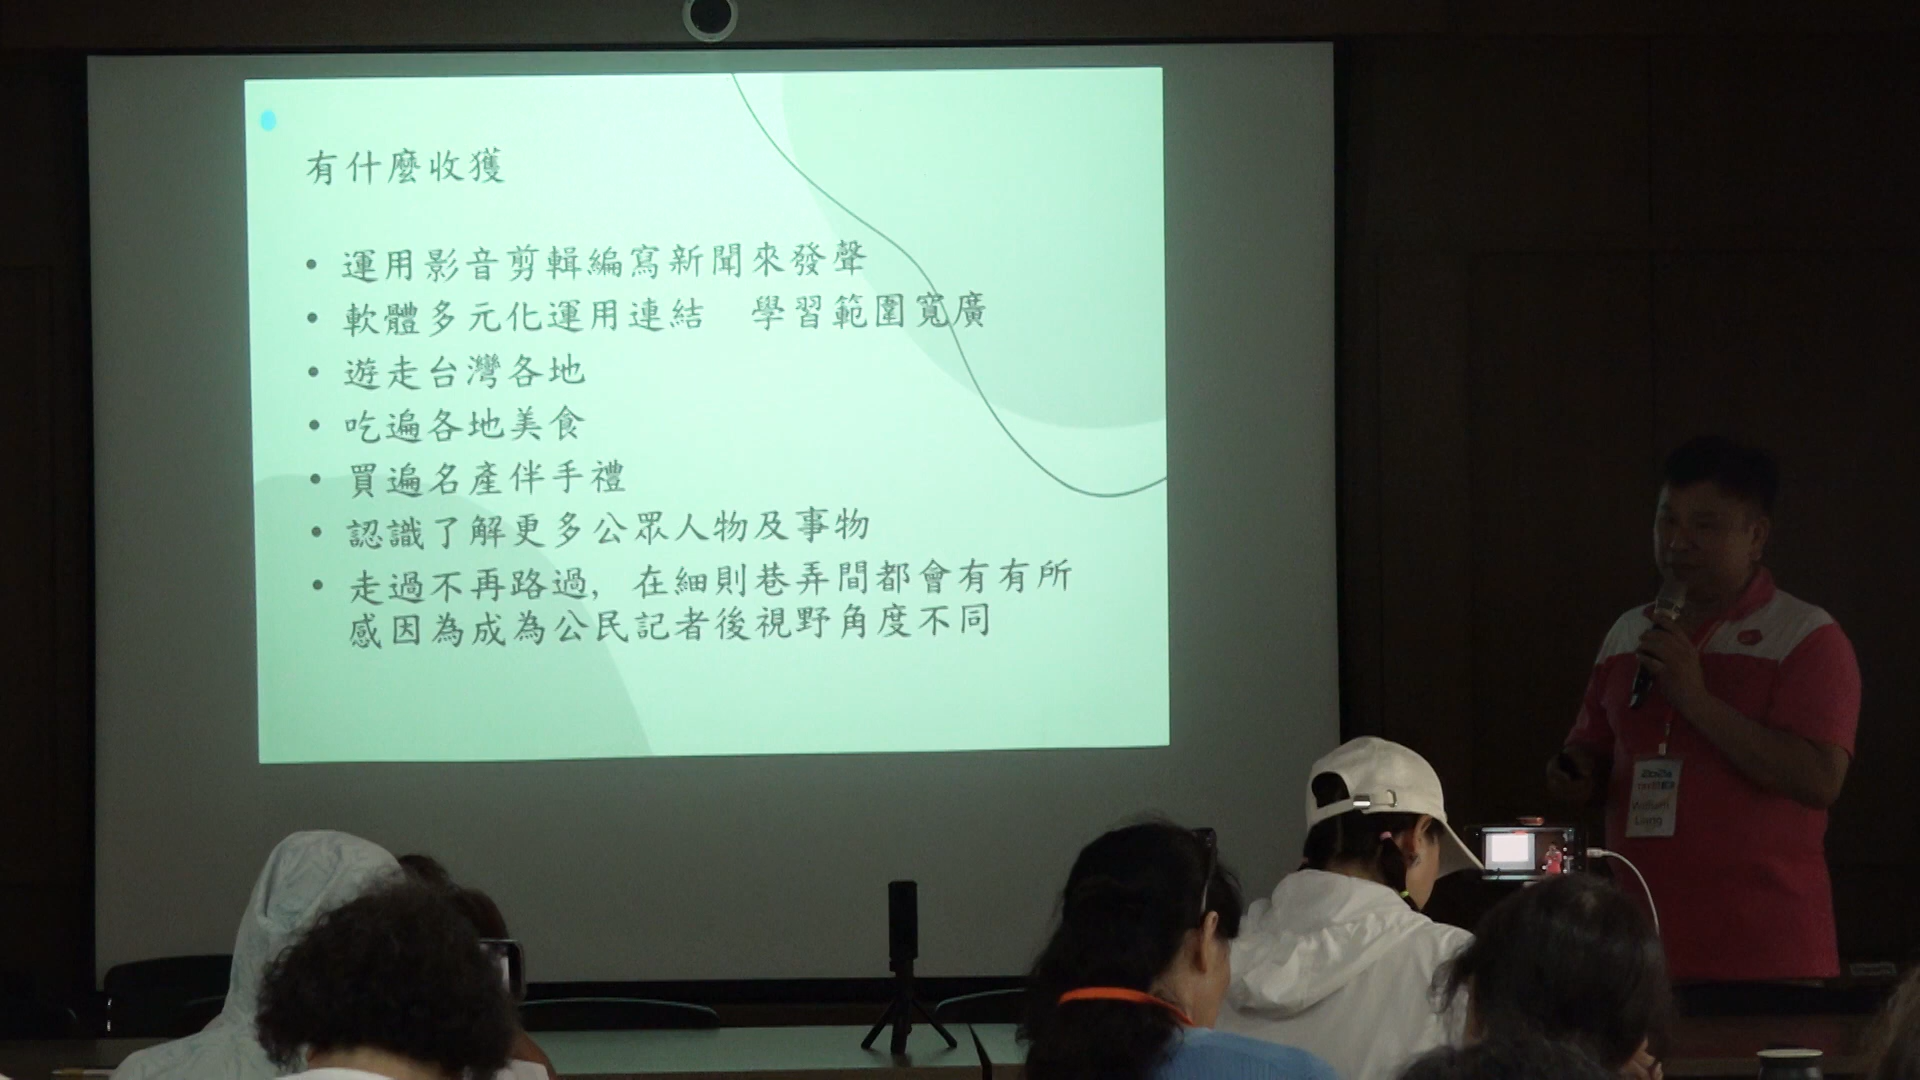 有什麼收獲
• 運用影音剪輯編寫新聞來發聲
• 軟體多元化運用連結　學習範圍寬廣
• 遊走台灣各地
• 吃遍各地美食
• 買遍名產伴手禮
• 認識了解更多公眾人物及事物
• 走過不再路過, 在細則巷弄間都會有有所
感因為成為公民記者後視野角度不同
William
Liang